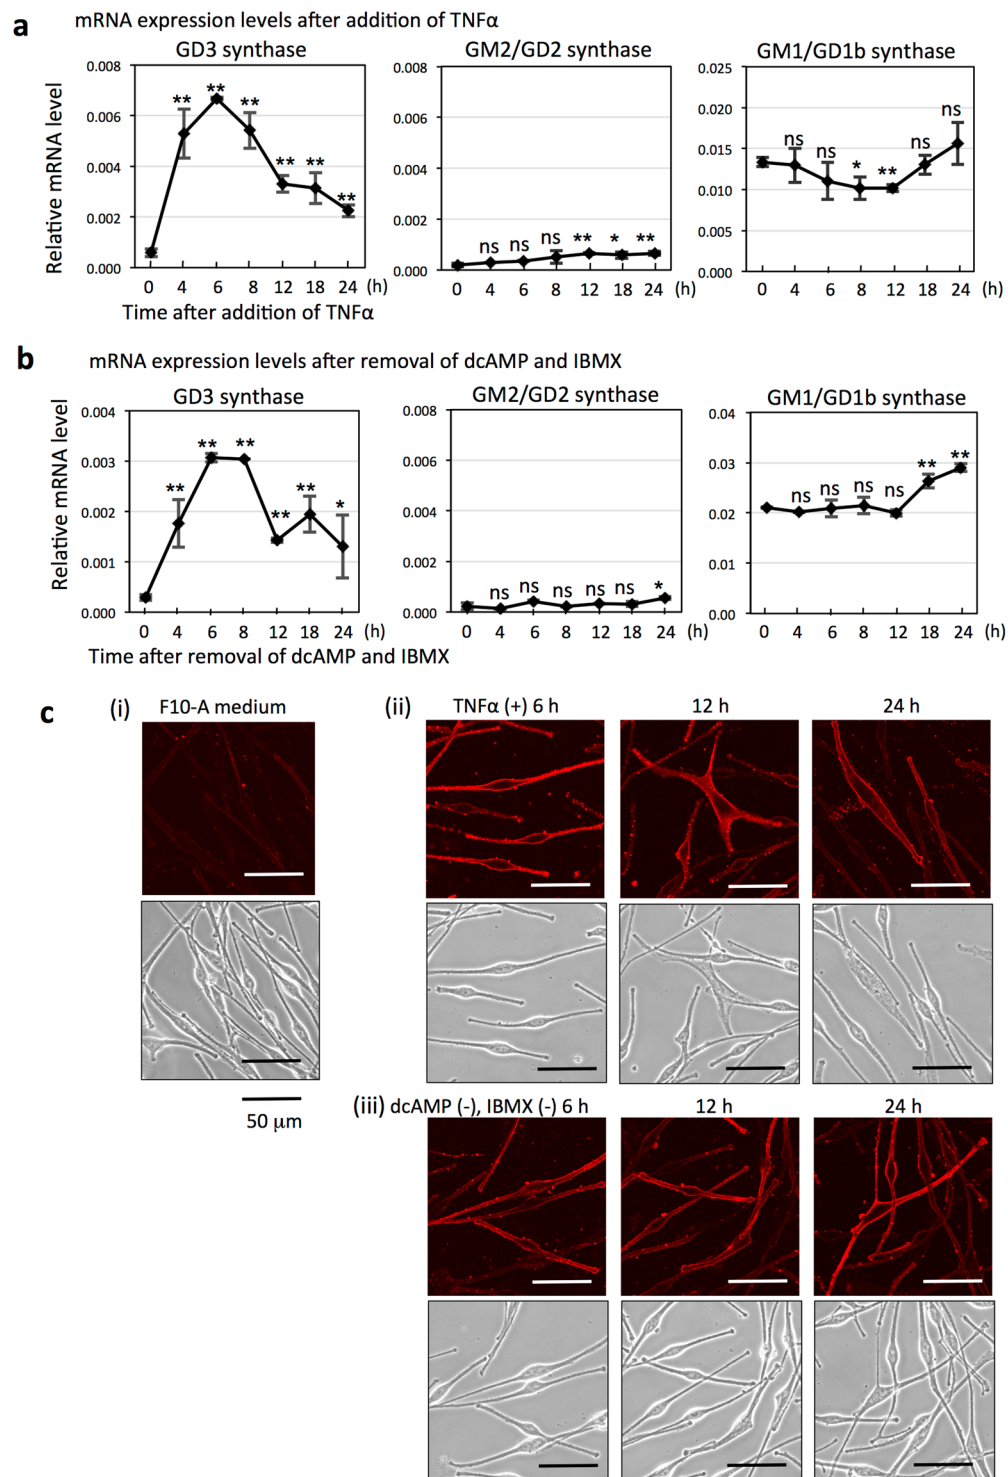 a
mRNA expression levels after addition of TNFα
GD3 synthase
GM2/GD2 synthase
GM1/GD1b synthase
Relative mRNA level
0.008
0.006
0.004
0.002
0.000
** ** ** ** ** **
0 4 6 8 12 18 24 (h)
0.008
0.006
0.004
0.002
0.000
ns ns ns ** * **
0 4 6 8 12 18 24 (h)
0.025
0.020
0.015
0.010
0.005
0.000
ns ns * ** ns ns
0 4 6 8 12 18 24 (h)
Time after addition of TNFα
b
mRNA expression levels after removal of dcAMP and IBMX
GD3 synthase
GM2/GD2 synthase
GM1/GD1b synthase
Relative mRNA level
0.004
0.003
0.002
0.001
0.000
** ** ** ** ** *
0 4 6 8 12 18 24 (h)
0.008
0.006
0.004
0.002
0.000
ns ns ns ns ns *
0 4 6 8 12 18 24 (h)
0.04
0.03
0.02
0.01
0.00
ns ns ns ns ** **
0 4 6 8 12 18 24 (h)
Time after removal of dcAMP and IBMX
c
(i) F10-A medium
50 μm
(ii) TNFα (+) 6 h
12 h
24 h
(iii) dcAMP (-), IBMX (-) 6 h
12 h
24 h